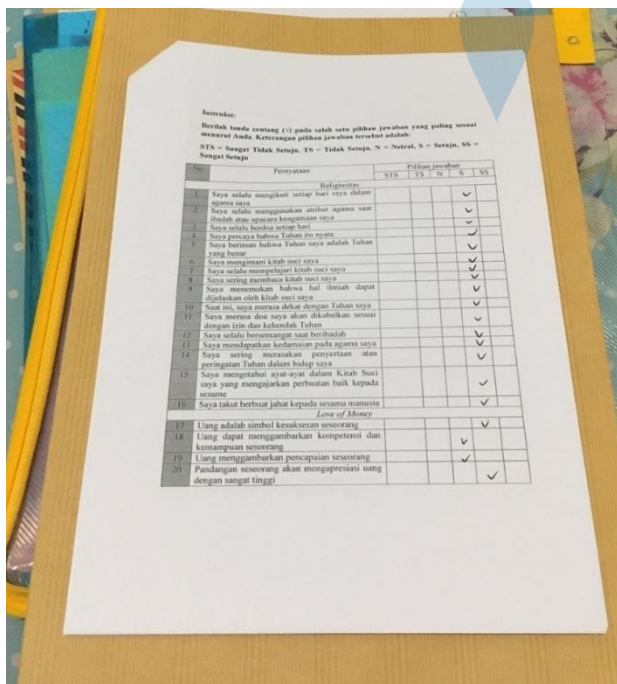 Instruksi:
Berilah tanda centang (√) pada salah satu pilihan jawaban yang paling sesuai
menurut Anda. Keterangan pilihan jawaban tersebut adalah:
STS = Sangat Tidak Setuju, TS = Tidak Setuju, N = Netral, S = Setuju, SS =
Sangat Setuju
No Pernyataan Pilihan jawaban
STS TS N S SS
Religiusitas
1 Saya selalu mengikuti setiap hari raya dalam
agama saya
2 Saya selalu menggunakan atribut agama saat
ibadah atau upacara keagamaan saya
3 Saya selalu berdoa setiap hari
4 Saya percaya bahwa Tuhan itu nyata
5 Saya beriman bahwa Tuhan saya adalah Tuhan
yang benar
6 Saya mengimani kitab suci saya
7 Saya selalu mempelajari kitab suci saya
8 Saya sering membaca kitab suci saya
9 Saya menemukan bahwa hal ilmiah dapat
dijelaskan oleh kitab suci saya
10 Saat ini, saya merasa dekat dengan Tuhan saya
11 Saya merasa doa saya akan dikabulkan sesuai
dengan izin dan kehendak Tuhan
12 Saya selalu bersemangat saat beribadah
13 Saya mendapatkan kedamaian pada agama saya
14 Saya sering merasakan penyertaan atau
peringatan Tuhan dalam hidup saya
15 Saya mengetahui ayat-ayat dalam Kitab Suci
saya yang mengajarkan perbuatan baik kepada
sesame
16 Saya takut berbuat jahat kepada sesama manusia
Love of Money
17 Uang adalah simbol kesuksesan seseorang
18 Uang dapat menggambarkan kompetensi dan
kemampuan seseorang
19 Uang menggambarkan pencapaian seseorang
20 Pandangan seseorang akan mengapresiasi uang
dengan sangat tinggi